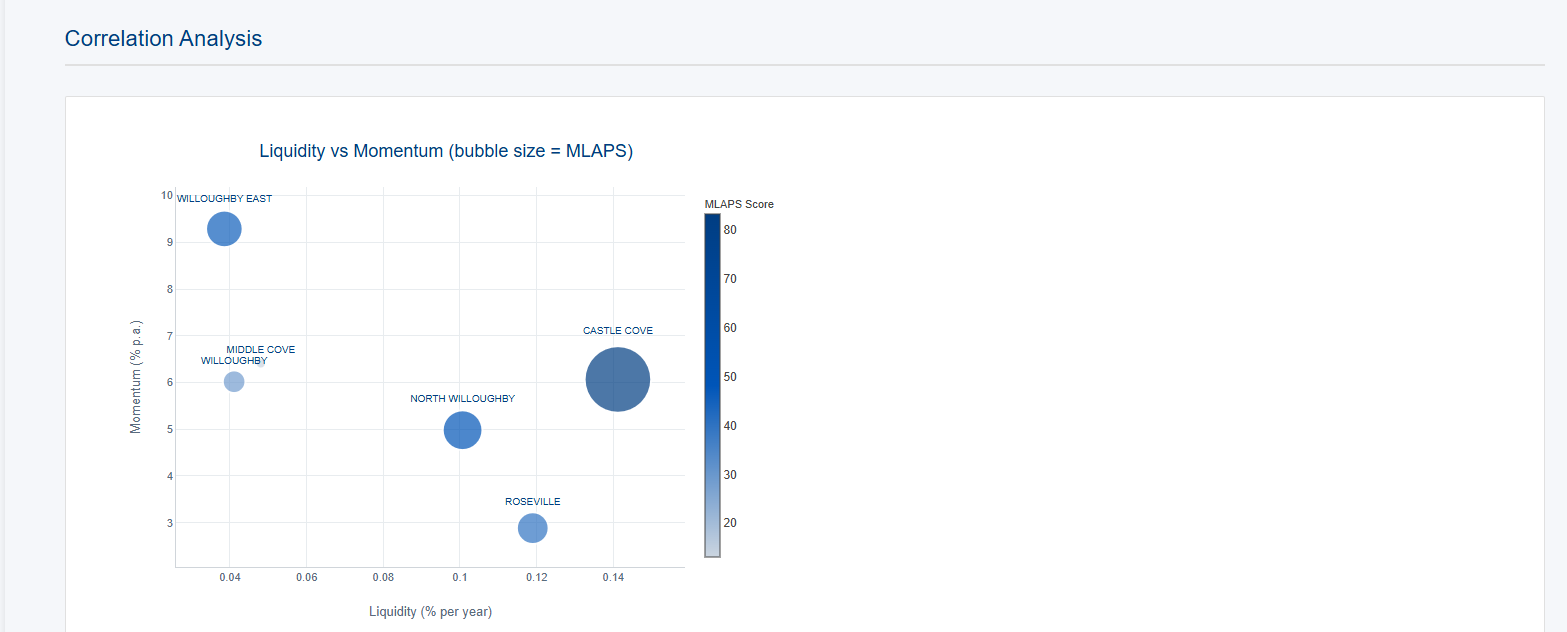 Correlation Analysis
Liquidity vs Momentum (bubble size = MLAPS)
MLAPS Score
80
70
60
50
40
30
20
Momentum (% p.a.)
10
9
8
7
6
5
4
3
WILLOUGHBY EAST
CASTLE COVE
MIDDLE COVE
WILLOUGHBY
NORTH WILLOUGHBY
ROSEVILLE
0.04
0.06
0.08
0.1
0.12
0.14
Liquidity (% per year)